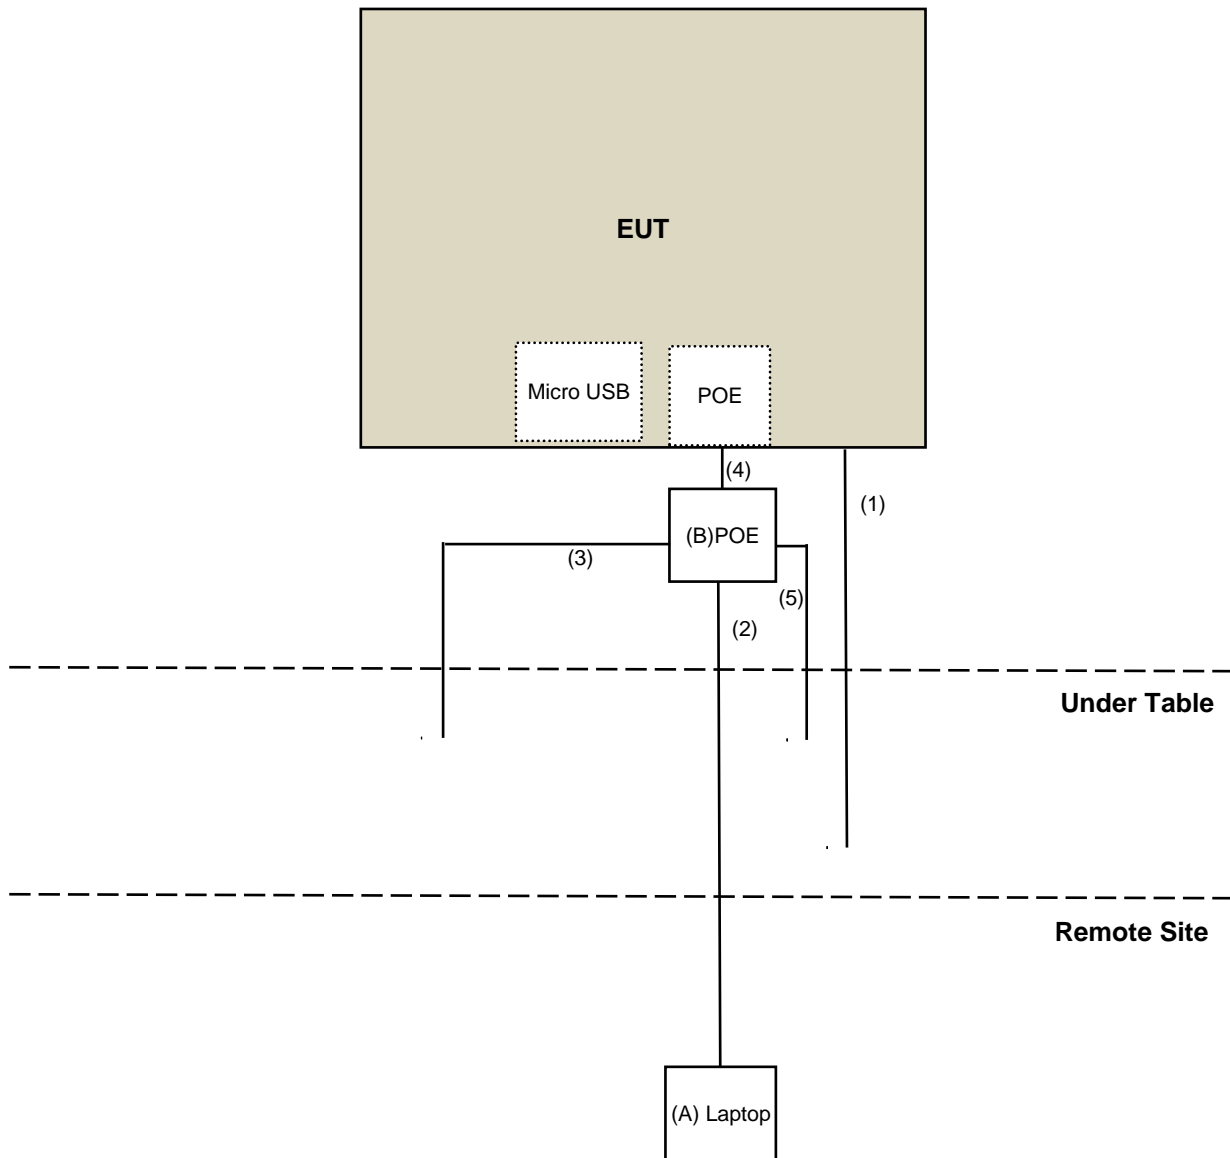 EUT
Micro USB
POE
(4)
(1)
(B)POE
(3)
(5)
(2)
Under Table
Remote Site
(A) Laptop